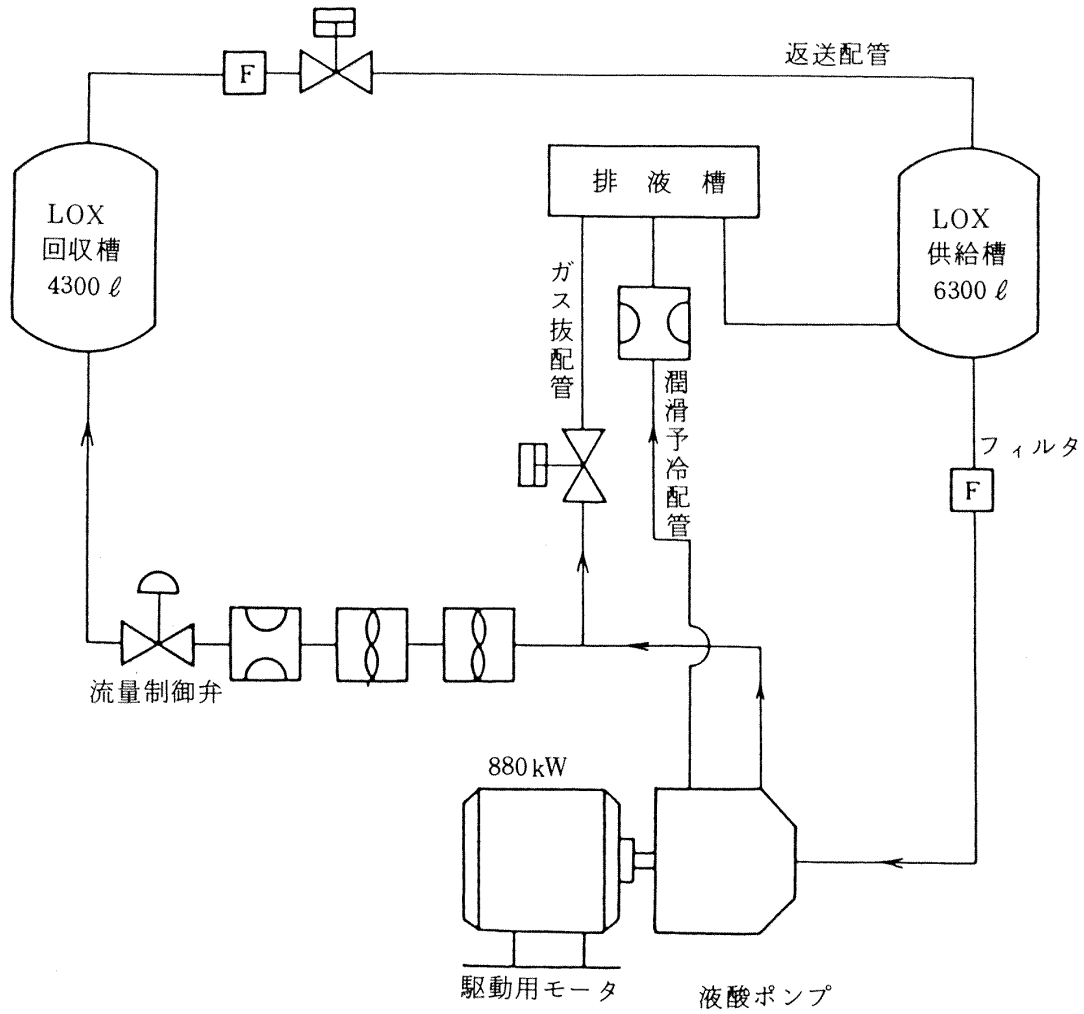 返送配管
F
LOX
回収槽
4300 ℓ
排液槽
LOX
供給槽
6300 ℓ
ガス抜配管
潤滑予冷配管
フィルタ
F
流量制御弁
880kW
駆動用モータ
液酸ポンプ